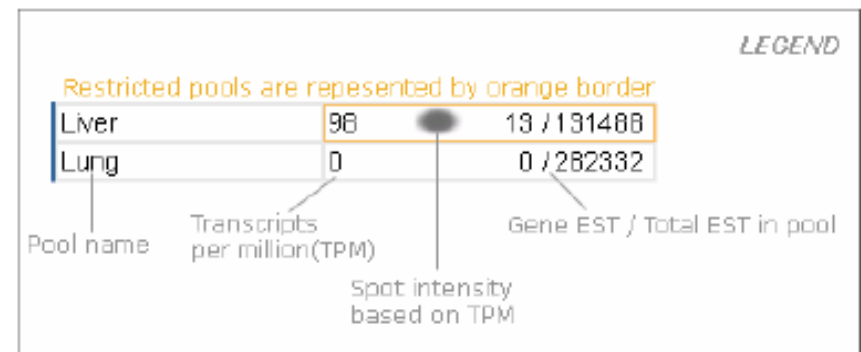 LEGEND
Restricted pools are repesented by orange border
Liver 98 13 / 131488
Lung 0 0 / 282332
Pool name
Transcripts per million(TPM)
Gene EST / Total EST in pool
Spot intensity
based on TPM